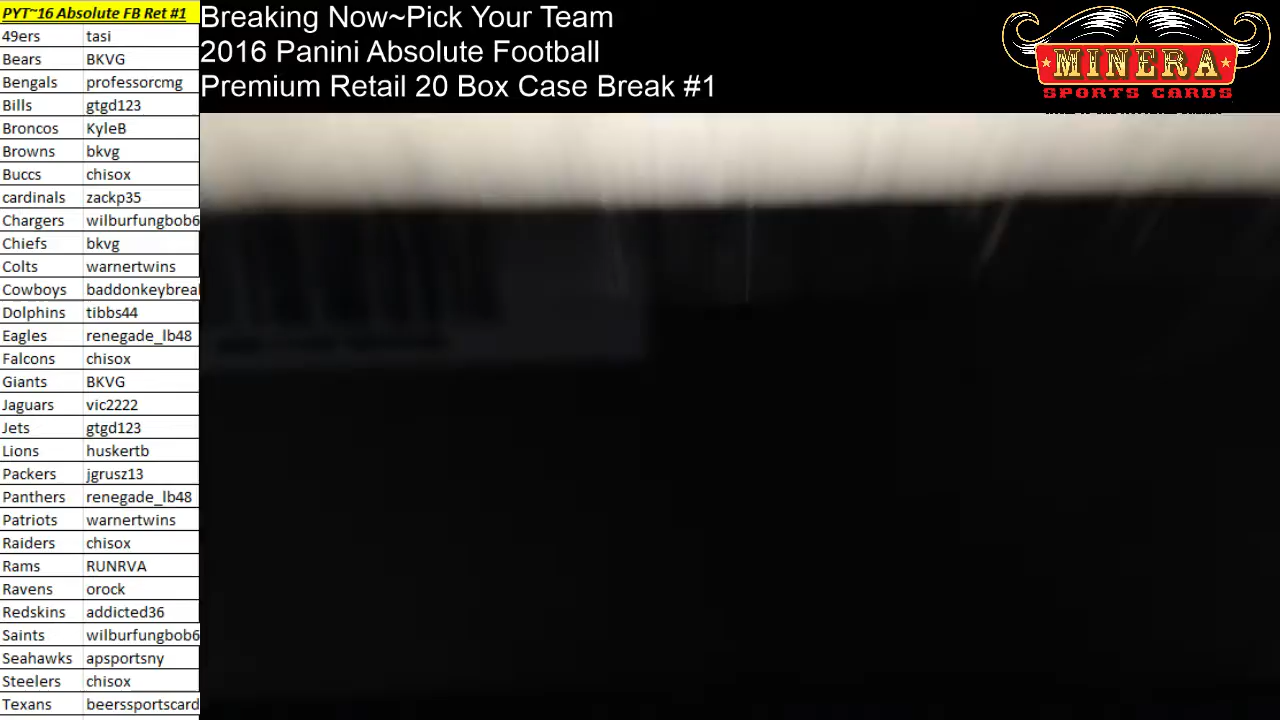 PYT~16 Absolute FB Ret #1
49ers tasi
Bears BKVG
Bengals professorcmg
Bills gtgd123
Broncos KyleB
Browns bkvg
Buccs chisox
cardinals zackp35
Chargers wilburfungbob6
Chiefs bkvg
Colts warnertwins
Cowboys baddonkeybreal
Dolphins tibbs44
Eagles renegade_lb48
Falcons chisox
Giants BKVG
Jaguars vic2222
Jets gtgd123
Lions huskertb
Packers jgrusz13
Panthers renegade_lb48
Patriots warnertwins
Raiders chisox
Rams RUNRVA
Ravens orock
Redskins addicted36
Saints wilburfungbob6
Seahawks apsportsny
Steelers chisox
Texans beerssportscard
Breaking Now~Pick Your Team
2016 Panini Absolute Football
Premium Retail 20 Box Case Break #1
MINERA
SPORTS CARDS